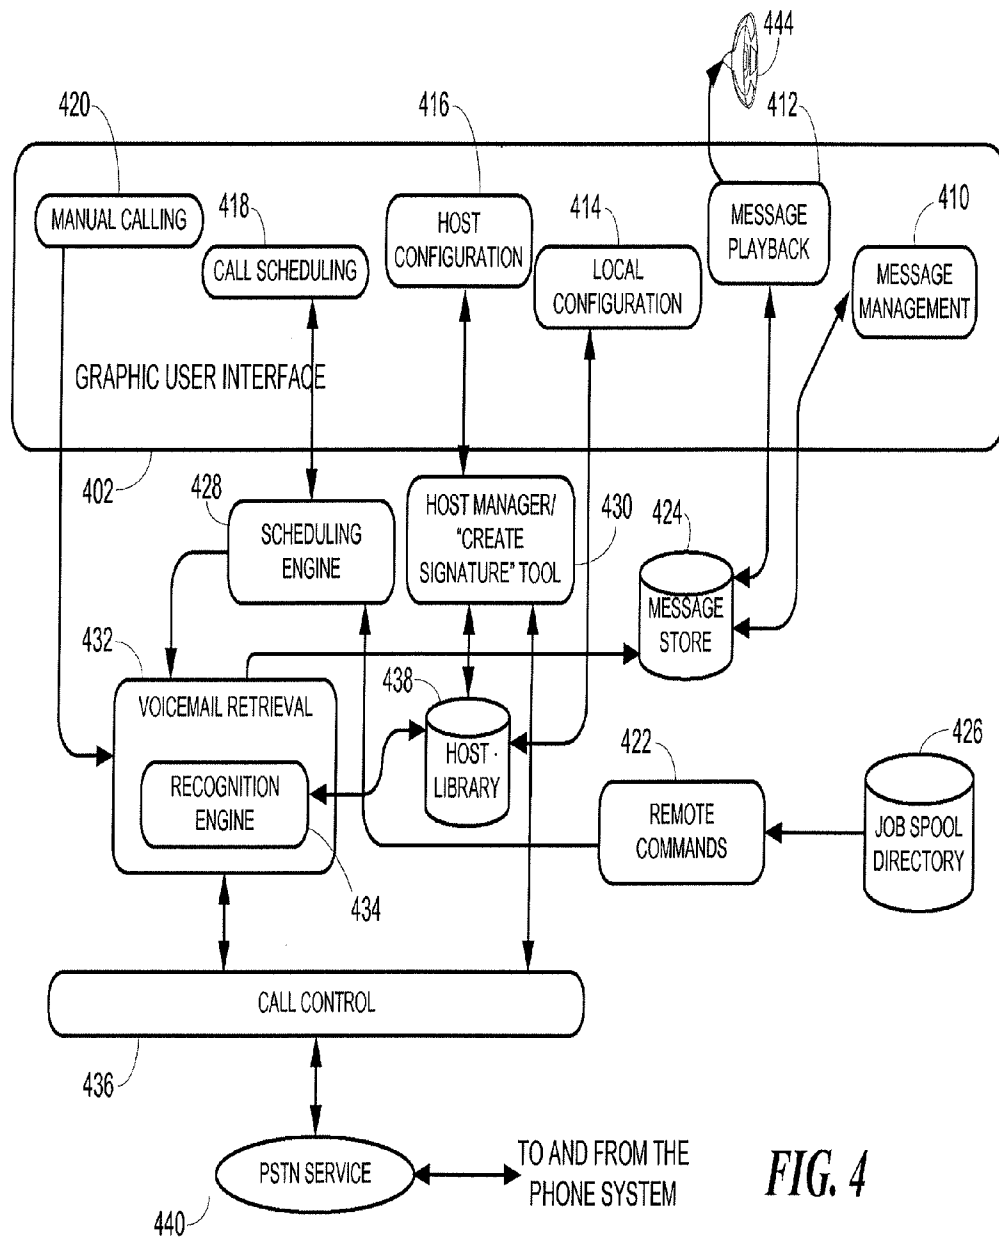 444
420
416
412
MANUAL CALLING
418
HOST
CONFIGURATION
414
MESSAGE
PLAYBACK
410
CALL SCHEDULING
LOCAL
CONFIGURATION
MESSAGE
MANAGEMENT
GRAPHIC USER INTERFACE
402
428
SCHEDULING
ENGINE
HOST MANAGER/
"CREATE
SIGNATURE" TOOL
430
424
MESSAGE
STORE
432
VOICEMAIL RETRIEVAL
438
HOST
LIBRARY
422
426
RECOGNITION
ENGINE
REMOTE
COMMANDS
JOB SPOOL
DIRECTORY
434
CALL CONTROL
436
PSTN SERVICE
TO AND FROM THE
PHONE SYSTEM
440
FIG. 4